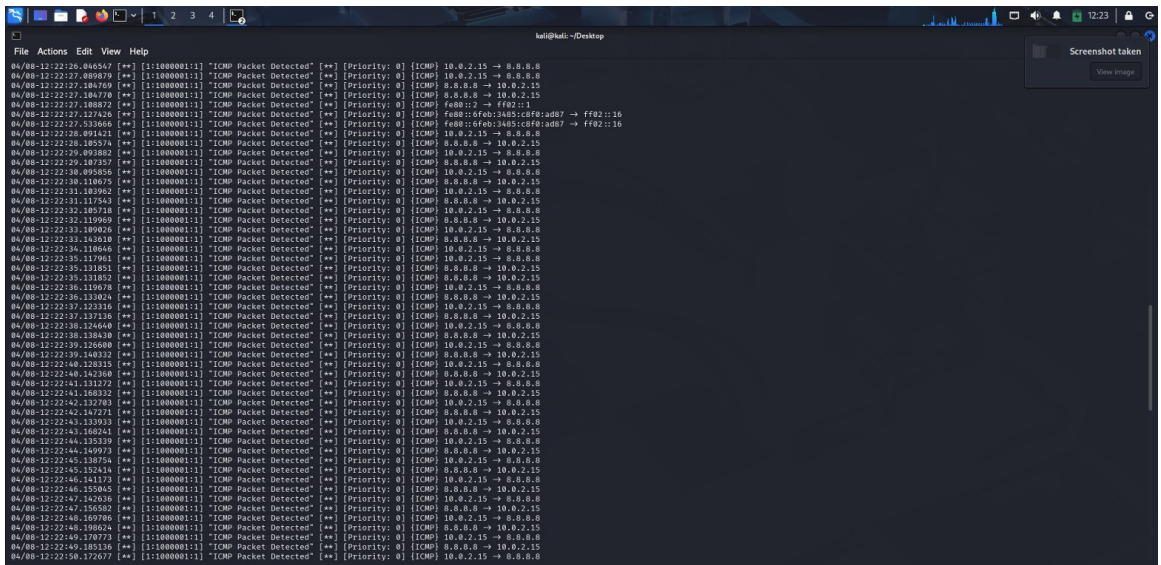 1 2 3 4 12:23
kali@kali: ~/Desktop
File Actions Edit View Help
Screenshot taken
View image
04/08-12:22:26.046547 [**] [1:1000001:1] "ICMP Packet Detected" [**] [Priority: 0] {ICMP} 10.0.2.15 → 8.8.8.8
04/08-12:22:27.089879 [**] [1:1000001:1] "ICMP Packet Detected" [**] [Priority: 0] {ICMP} 10.0.2.15 → 8.8.8.8
04/08-12:22:27.104769 [**] [1:1000001:1] "ICMP Packet Detected" [**] [Priority: 0] {ICMP} 8.8.8.8 → 10.0.2.15
04/08-12:22:27.104770 [**] [1:1000001:1] "ICMP Packet Detected" [**] [Priority: 0] {ICMP} 8.8.8.8 → 10.0.2.15
04/08-12:22:27.108872 [**] [1:1000001:1] "ICMP Packet Detected" [**] [Priority: 0] {ICMP} fe80::2 → ff02::1
04/08-12:22:27.127426 [**] [1:1000001:1] "ICMP Packet Detected" [**] [Priority: 0] {ICMP} fe80::6feb:3485:c8f0:ad87 → ff02::16
04/08-12:22:27.533666 [**] [1:1000001:1] "ICMP Packet Detected" [**] [Priority: 0] {ICMP} fe80::6feb:3485:c8f0:ad87 → ff02::16
04/08-12:22:28.091421 [**] [1:1000001:1] "ICMP Packet Detected" [**] [Priority: 0] {ICMP} 10.0.2.15 → 8.8.8.8
04/08-12:22:28.105574 [**] [1:1000001:1] "ICMP Packet Detected" [**] [Priority: 0] {ICMP} 8.8.8.8 → 10.0.2.15
04/08-12:22:29.093882 [**] [1:1000001:1] "ICMP Packet Detected" [**] [Priority: 0] {ICMP} 10.0.2.15 → 8.8.8.8
04/08-12:22:29.107357 [**] [1:1000001:1] "ICMP Packet Detected" [**] [Priority: 0] {ICMP} 8.8.8.8 → 10.0.2.15
04/08-12:22:30.095856 [**] [1:1000001:1] "ICMP Packet Detected" [**] [Priority: 0] {ICMP} 10.0.2.15 → 8.8.8.8
04/08-12:22:30.110675 [**] [1:1000001:1] "ICMP Packet Detected" [**] [Priority: 0] {ICMP} 8.8.8.8 → 10.0.2.15
04/08-12:22:31.103962 [**] [1:1000001:1] "ICMP Packet Detected" [**] [Priority: 0] {ICMP} 10.0.2.15 → 8.8.8.8
04/08-12:22:31.117543 [**] [1:1000001:1] "ICMP Packet Detected" [**] [Priority: 0] {ICMP} 8.8.8.8 → 10.0.2.15
04/08-12:22:32.105718 [**] [1:1000001:1] "ICMP Packet Detected" [**] [Priority: 0] {ICMP} 10.0.2.15 → 8.8.8.8
04/08-12:22:32.119969 [**] [1:1000001:1] "ICMP Packet Detected" [**] [Priority: 0] {ICMP} 8.8.8.8 → 10.0.2.15
04/08-12:22:33.109026 [**] [1:1000001:1] "ICMP Packet Detected" [**] [Priority: 0] {ICMP} 10.0.2.15 → 8.8.8.8
04/08-12:22:33.143610 [**] [1:1000001:1] "ICMP Packet Detected" [**] [Priority: 0] {ICMP} 8.8.8.8 → 10.0.2.15
04/08-12:22:34.110646 [**] [1:1000001:1] "ICMP Packet Detected" [**] [Priority: 0] {ICMP} 10.0.2.15 → 8.8.8.8
04/08-12:22:35.117961 [**] [1:1000001:1] "ICMP Packet Detected" [**] [Priority: 0] {ICMP} 10.0.2.15 → 8.8.8.8
04/08-12:22:35.131851 [**] [1:1000001:1] "ICMP Packet Detected" [**] [Priority: 0] {ICMP} 8.8.8.8 → 10.0.2.15
04/08-12:22:35.131852 [**] [1:1000001:1] "ICMP Packet Detected" [**] [Priority: 0] {ICMP} 8.8.8.8 → 10.0.2.15
04/08-12:22:36.119678 [**] [1:1000001:1] "ICMP Packet Detected" [**] [Priority: 0] {ICMP} 10.0.2.15 → 8.8.8.8
04/08-12:22:36.133024 [**] [1:1000001:1] "ICMP Packet Detected" [**] [Priority: 0] {ICMP} 8.8.8.8 → 10.0.2.15
04/08-12:22:37.123316 [**] [1:1000001:1] "ICMP Packet Detected" [**] [Priority: 0] {ICMP} 10.0.2.15 → 8.8.8.8
04/08-12:22:37.137136 [**] [1:1000001:1] "ICMP Packet Detected" [**] [Priority: 0] {ICMP} 8.8.8.8 → 10.0.2.15
04/08-12:22:38.124640 [**] [1:1000001:1] "ICMP Packet Detected" [**] [Priority: 0] {ICMP} 10.0.2.15 → 8.8.8.8
04/08-12:22:38.138430 [**] [1:1000001:1] "ICMP Packet Detected" [**] [Priority: 0] {ICMP} 8.8.8.8 → 10.0.2.15
04/08-12:22:39.126600 [**] [1:1000001:1] "ICMP Packet Detected" [**] [Priority: 0] {ICMP} 10.0.2.15 → 8.8.8.8
04/08-12:22:39.140332 [**] [1:1000001:1] "ICMP Packet Detected" [**] [Priority: 0] {ICMP} 8.8.8.8 → 10.0.2.15
04/08-12:22:40.128315 [**] [1:1000001:1] "ICMP Packet Detected" [**] [Priority: 0] {ICMP} 10.0.2.15 → 8.8.8.8
04/08-12:22:40.142360 [**] [1:1000001:1] "ICMP Packet Detected" [**] [Priority: 0] {ICMP} 8.8.8.8 → 10.0.2.15
04/08-12:22:41.131272 [**] [1:1000001:1] "ICMP Packet Detected" [**] [Priority: 0] {ICMP} 10.0.2.15 → 8.8.8.8
04/08-12:22:41.168332 [**] [1:1000001:1] "ICMP Packet Detected" [**] [Priority: 0] {ICMP} 8.8.8.8 → 10.0.2.15
04/08-12:22:42.132703 [**] [1:1000001:1] "ICMP Packet Detected" [**] [Priority: 0] {ICMP} 10.0.2.15 → 8.8.8.8
04/08-12:22:42.147271 [**] [1:1000001:1] "ICMP Packet Detected" [**] [Priority: 0] {ICMP} 8.8.8.8 → 10.0.2.15
04/08-12:22:43.133933 [**] [1:1000001:1] "ICMP Packet Detected" [**] [Priority: 0] {ICMP} 10.0.2.15 → 8.8.8.8
04/08-12:22:43.168241 [**] [1:1000001:1] "ICMP Packet Detected" [**] [Priority: 0] {ICMP} 8.8.8.8 → 10.0.2.15
04/08-12:22:44.135339 [**] [1:1000001:1] "ICMP Packet Detected" [**] [Priority: 0] {ICMP} 10.0.2.15 → 8.8.8.8
04/08-12:22:44.149973 [**] [1:1000001:1] "ICMP Packet Detected" [**] [Priority: 0] {ICMP} 8.8.8.8 → 10.0.2.15
04/08-12:22:45.138754 [**] [1:1000001:1] "ICMP Packet Detected" [**] [Priority: 0] {ICMP} 10.0.2.15 → 8.8.8.8
04/08-12:22:45.152414 [**] [1:1000001:1] "ICMP Packet Detected" [**] [Priority: 0] {ICMP} 8.8.8.8 → 10.0.2.15
04/08-12:22:46.141173 [**] [1:1000001:1] "ICMP Packet Detected" [**] [Priority: 0] {ICMP} 10.0.2.15 → 8.8.8.8
04/08-12:22:46.155045 [**] [1:1000001:1] "ICMP Packet Detected" [**] [Priority: 0] {ICMP} 8.8.8.8 → 10.0.2.15
04/08-12:22:47.142636 [**] [1:1000001:1] "ICMP Packet Detected" [**] [Priority: 0] {ICMP} 10.0.2.15 → 8.8.8.8
04/08-12:22:47.156582 [**] [1:1000001:1] "ICMP Packet Detected" [**] [Priority: 0] {ICMP} 8.8.8.8 → 10.0.2.15
04/08-12:22:48.169706 [**] [1:1000001:1] "ICMP Packet Detected" [**] [Priority: 0] {ICMP} 10.0.2.15 → 8.8.8.8
04/08-12:22:48.198624 [**] [1:1000001:1] "ICMP Packet Detected" [**] [Priority: 0] {ICMP} 8.8.8.8 → 10.0.2.15
04/08-12:22:49.170773 [**] [1:1000001:1] "ICMP Packet Detected" [**] [Priority: 0] {ICMP} 10.0.2.15 → 8.8.8.8
04/08-12:22:49.185136 [**] [1:1000001:1] "ICMP Packet Detected" [**] [Priority: 0] {ICMP} 8.8.8.8 → 10.0.2.15
04/08-12:22:50.172677 [**] [1:1000001:1] "ICMP Packet Detected" [**] [Priority: 0] {ICMP} 10.0.2.15 → 8.8.8.8